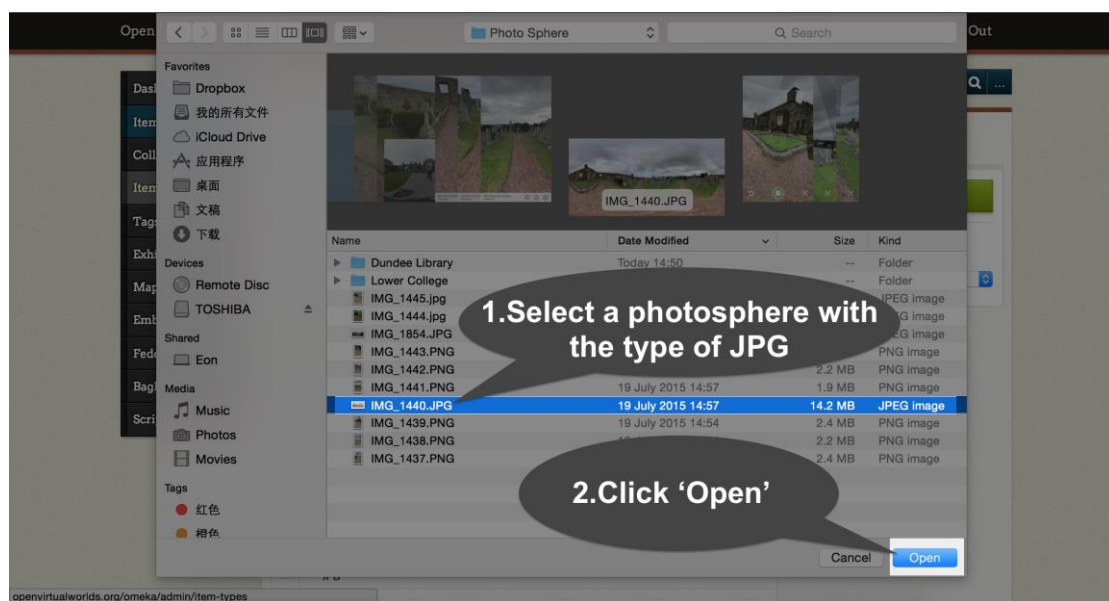 Open
Photo Sphere
Search
Out
Favorites
Dropbox
我的所有文件
iCloud Drive
应用程序
桌面
文稿
下载
Devices
Remote Disc
TOSHIBA
Shared
Eon
Media
Music
Photos
Movies
Tags
红色
橙色
Das
Item
Coll
Item
Tag
Exhi
Map
Emb
Fed
Bag
Scri
...
IMG_1440.JPG
Name Date Modified Size Kind
Dundee Library Today 14:50 -- Folder
Lower College -- Folder
IMG_1445.jpg JPEG image
IMG_1444.jpg EG image
IMG_1854.JPG EG image
IMG_1443.PNG PNG image
IMG_1442.PNG 2.2 MB PNG image
IMG_1441.PNG 19 July 2015 14:57 1.9 MB PNG image
IMG_1440.JPG 19 July 2015 14:57 14.2 MB JPEG image
IMG_1439.PNG 19 July 2015 14:54 2.4 MB PNG image
IMG_1438.PNG 2.2 MB PNG image
IMG_1437.PNG 2.4 MB PNG image
1.Select a photosphere with
the type of JPG
2.Click ‘Open’
Cancel Open
openvirtualworlds.org/omeka/admin/item-types